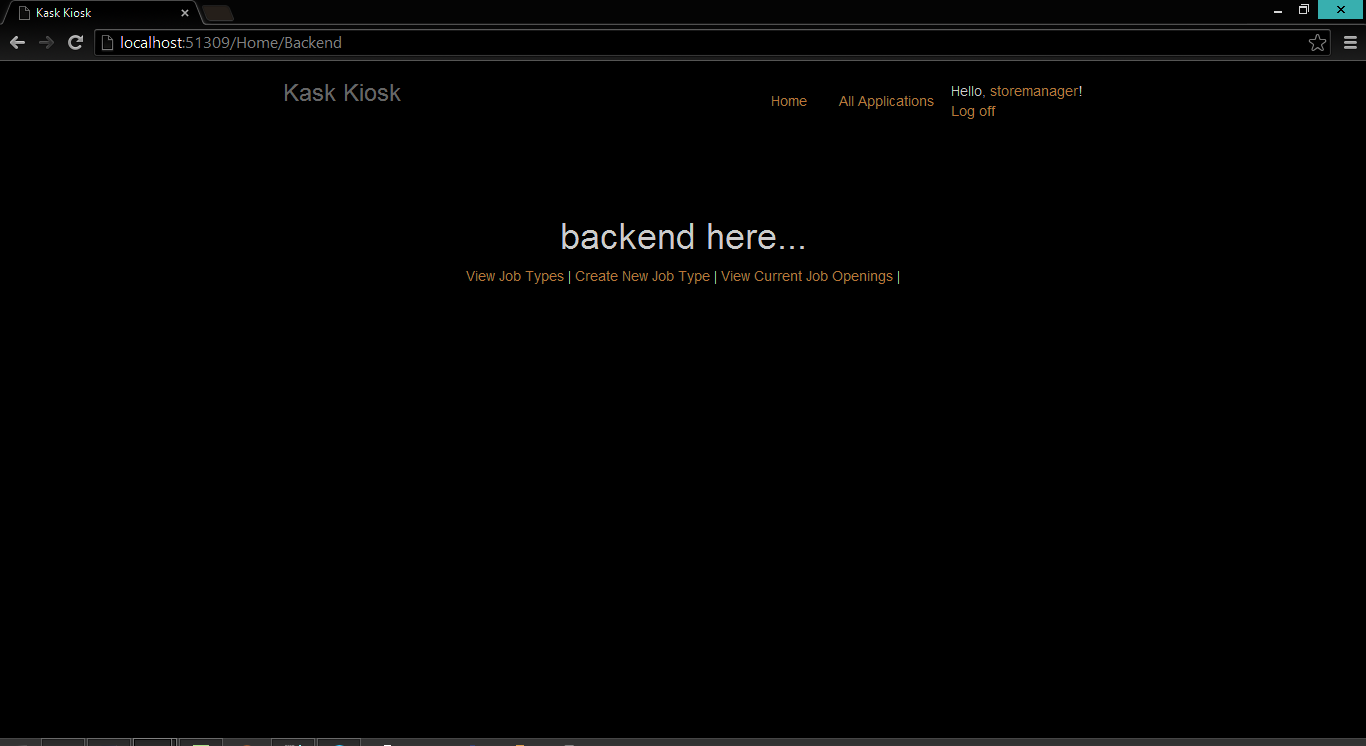 Kask Kiosk
localhost:51309/Home/Backend
Kask Kiosk
Home
All Applications
Hello, storemanager!
Log off
backend here...
View Job Types | Create New Job Type | View Current Job Openings |